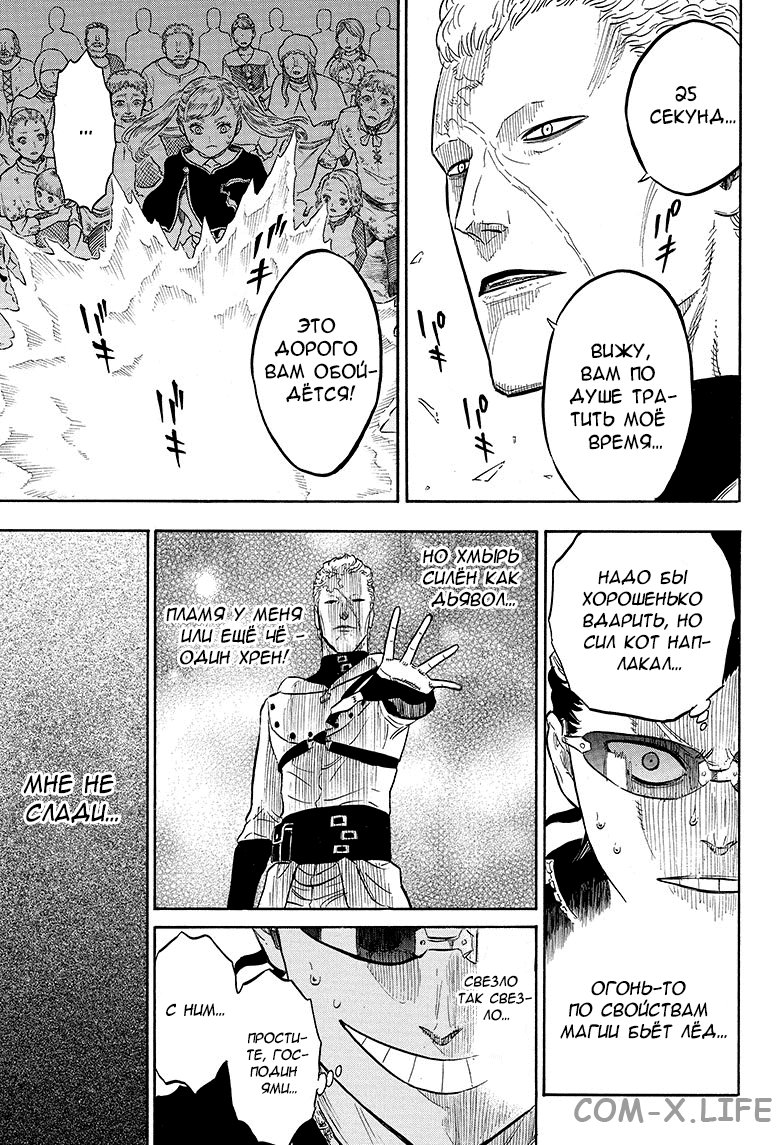 25
СЕКУНД...
ВИЖУ,
ВАМ ПО
ДУШЕ ТРА-
ТИТЬ МОЁ
ВРЕМЯ...
...
ЭТО
ДОРОГО
ВАМ ОБОЙ-
ДЁТСЯ!
НАДО БЫ
ХОРОШЕНЬКО
ВДАРИТЬ, НО
СИЛ КОТ НАП-
ЛАКАЛ...
ОГОНЬ-ТО
ПО СВОЙСТВАМ
МАГИИ БЬЁТ ЛЁД...
НО ХМЫРЬ
СИЛЁН КАК
ДЬЯВОЛ...
ПЛАМЯ У МЕНЯ
ИЛИ ЕЩЁ ЧЁ -
ОДИН ХРЕН!
СВЕЗЛО
ТАК СВЕЗ-
ЛО...
С НИМ...
ПРОСТИ-
ТЕ, ГОС-
ПОДИН
ЯМИ...
МНЕ НЕ
СЛАДИ...
COM-X.LIFE